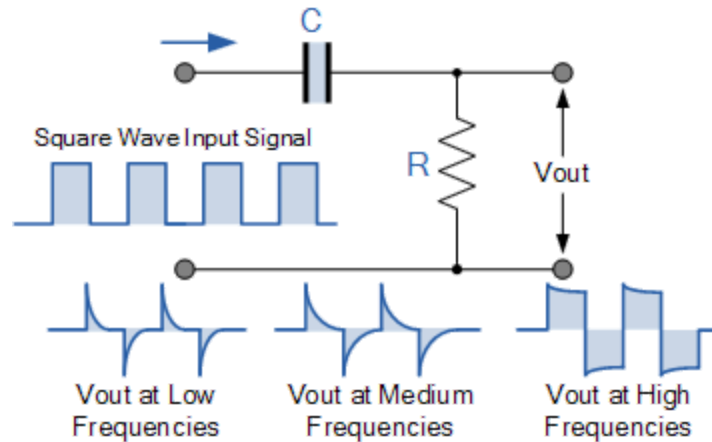 C
Square Wave Input Signal
R
Vout
Vout at Low
Frequencies
Vout at Medium
Frequencies
Vout at High
Frequencies